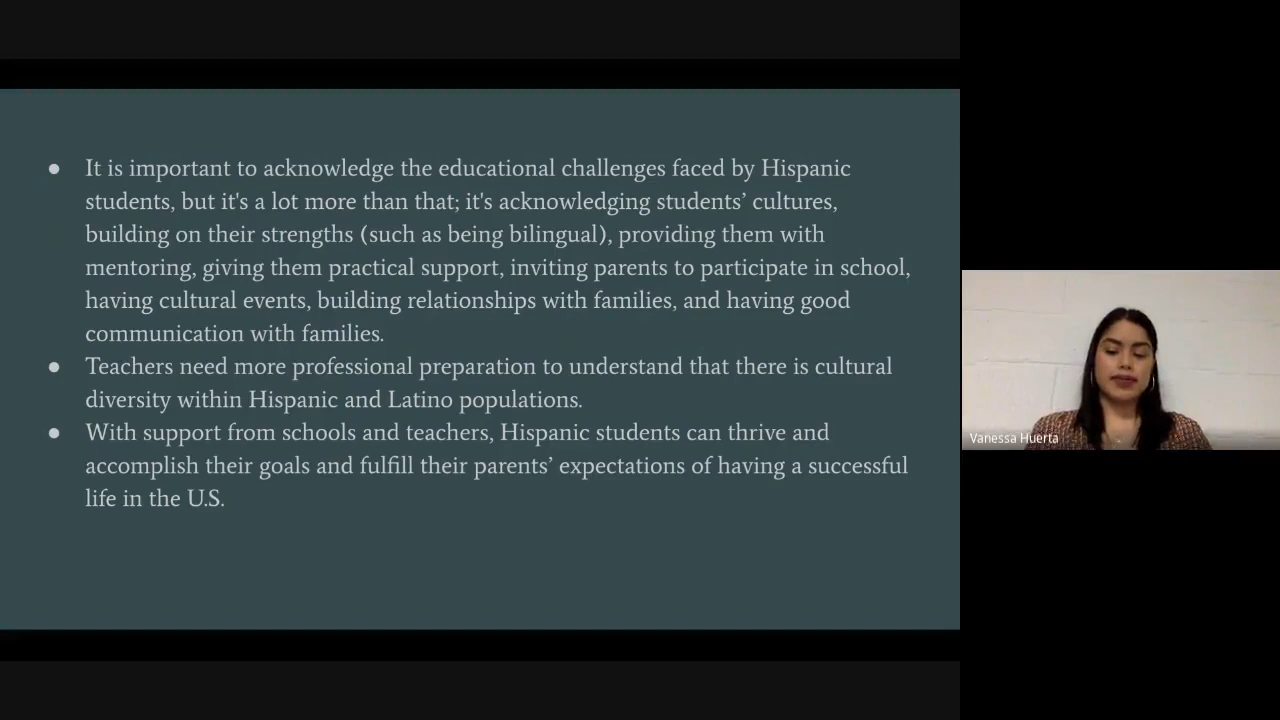 ● It is important to acknowledge the educational challenges faced by Hispanic
students, but it's a lot more than that; it's acknowledging students’ cultures,
building on their strengths (such as being bilingual), providing them with
mentoring, giving them practical support, inviting parents to participate in school,
having cultural events, building relationships with families, and having good
communication with families.
● Teachers need more professional preparation to understand that there is cultural
diversity within Hispanic and Latino populations.
● With support from schools and teachers, Hispanic students can thrive and
accomplish their goals and fulfill their parents’ expectations of having a successful
life in the U.S.
Vanessa Huerta